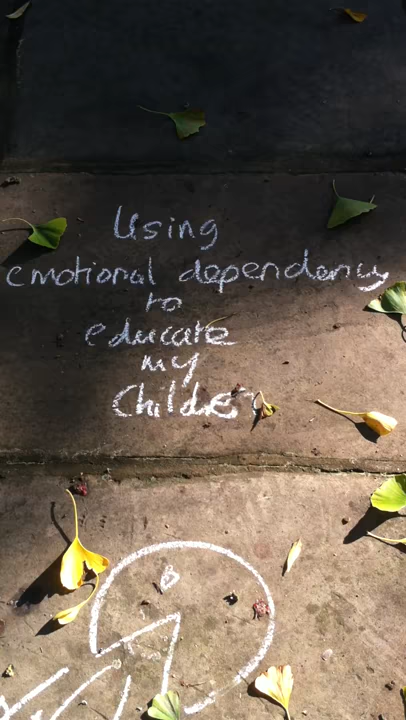 Using
emotional dependency
to
educate
my
Children